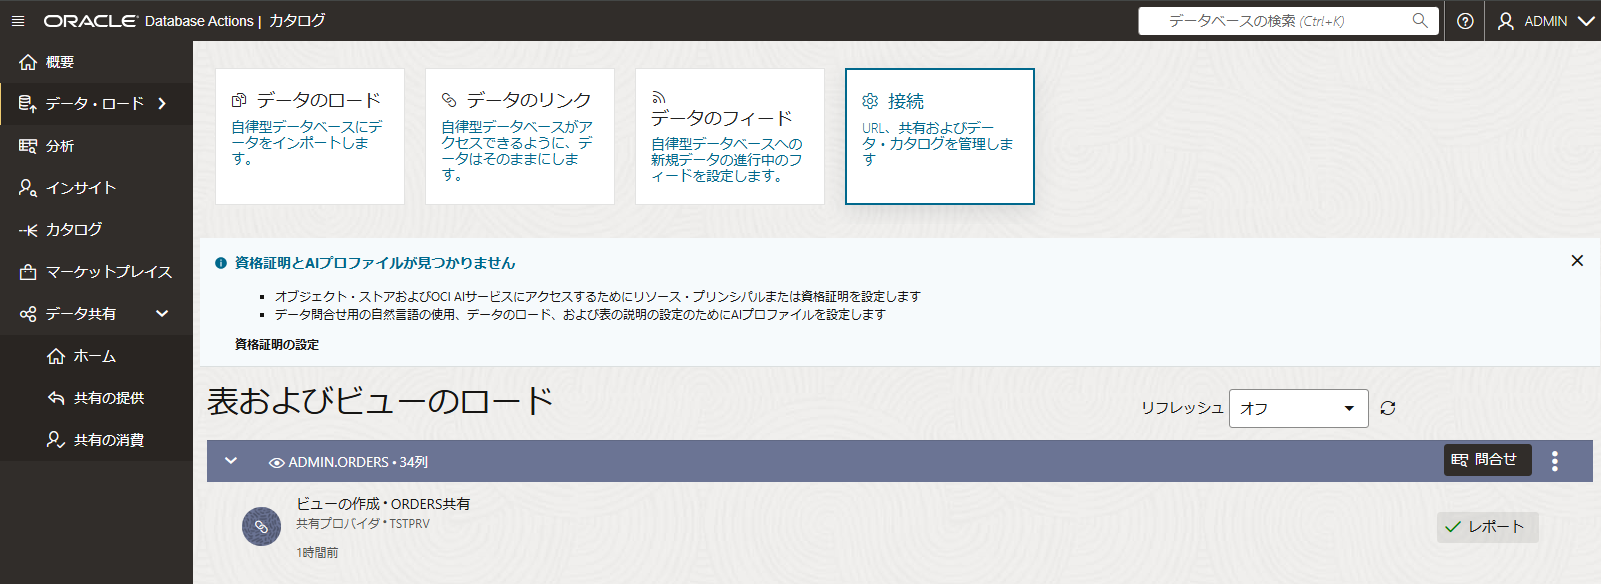 ORACLE Database Actions | カタログ
データベースの検索 (Ctrl+K)
ADMIN
概要
データ・ロード
分析
インサイト
カタログ
マーケットプレイス
データ共有
ホーム
共有の提供
共有の消費
データのロード
自律型データベースにデ
ータをインポートしま
す。
データのリンク
自律型データベースがア
クセスできるように、デ
ータはそのままにしま
す。
データのフィード
自律型データベースへの
新規データの進行中のフ
ィードを設定します。
接続
URL、共有およびデー
タ・カタログを管理しま
す
資格証明とAIプロファイルが見つかりません
オブジェクト・ストアおよびOCI AIサービスにアクセスするためにリソース・プリンシパルまたは資格証明を設定します
データ問合せ用の自然言語の使用、データのロード、および表の説明の設定のためにAIプロファイルを設定します
資格証明の設定
表およびビューのロード
リフレッシュ オフ
ADMIN.ORDERS • 34列
問合せ
ビューの作成 • ORDERS共有
共有プロバイダ • TSTPRV
1時間前
レポート